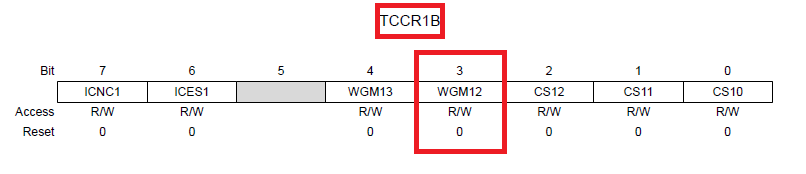 TCCR1B
Bit 7 6 5 4 3 2 1 0
ICNC1 ICES1 WGM13 WGM12 CS12 CS11 CS10
Access R/W R/W R/W R/W R/W R/W R/W
Reset 0 0 0 0 0 0 0